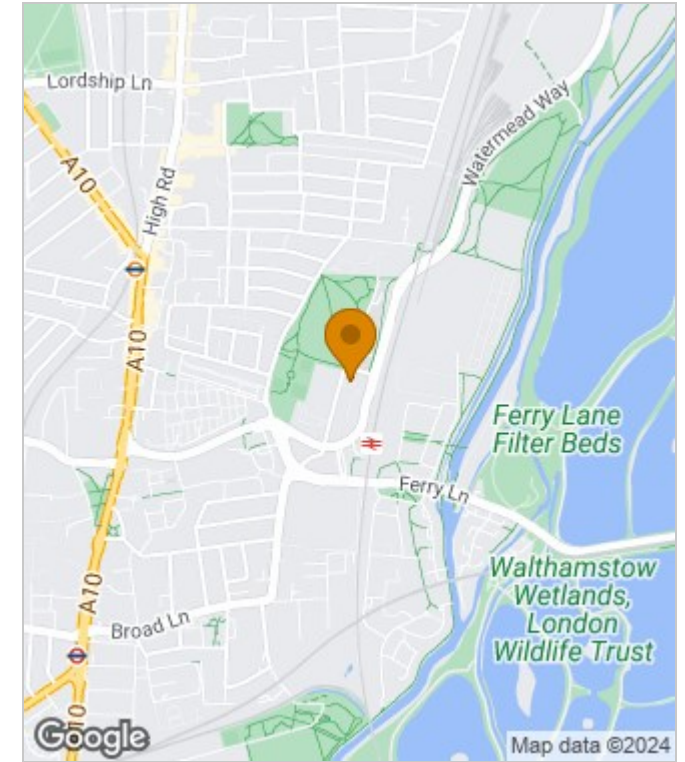 Lordship Ln
A10
High Rd
Watermead Way
A10
Ferry Lane
Filter Beds
Ferry Ln
A10
Walthamstow
Wetlands,
London
Wildlife Trust
Broad Ln
A10
Google
Map data ©2024